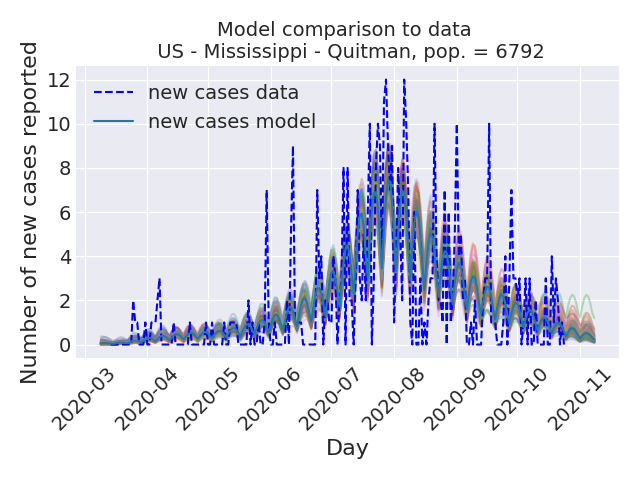 Model comparison to data
US - Mississippi - Quitman, pop. = 6792
Number of new cases reported
12
10
8
6
4
2
0
new cases data
new cases model
2020-03
2020-04
2020-05
2020-06
2020-07
2020-08
2020-09
2020-10
2020-11
Day